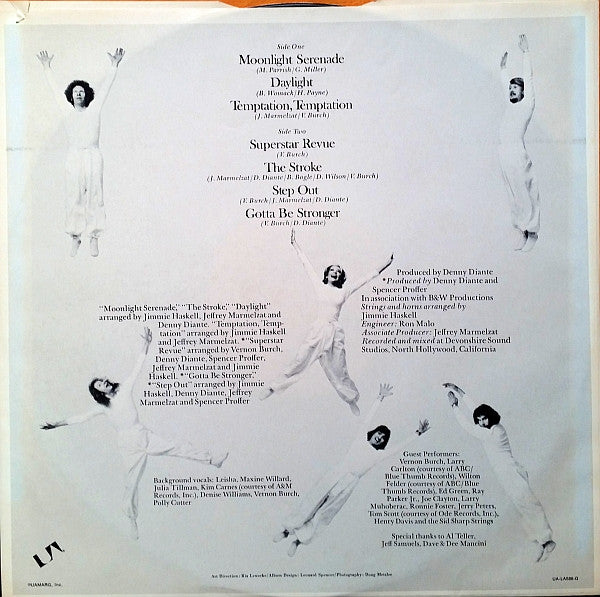 Side One
Moonlight Serenade
(M. Parrish/G. Miller)
Daylight
(B. Womack/H. Payne)
Temptation, Temptation
(J. Marmelzat/V. Burch)
Side Two
Superstar Revue
(V. Burch)
The Stroke
(J. Marmelzat/D. Diante/B. Bogle/D. Wilson/V. Burch)
Step Out
(V. Burch/J. Marmelzat/D. Diante)
Gotta Be Stronger
(V. Burch/D. Diante)
Produced by Denny Diante
*Produced by Denny Diante and
Spencer Proffer
In association with B&W Productions
Strings and horns arranged by
Jimmie Haskell
Engineer: Ron Malo
Associate Producer: Jeffrey Marmelzat
Recorded and mixed at Devonshire Sound
Studios, North Hollywood, California
"Moonlight Serenade," "The Stroke," "Daylight"
arranged by Jimmie Haskell, Jeffrey Marmelzat and
Denny Diante. "Temptation, Temp-
tation" arranged by Jimmie Haskell
and Jeffrey Marmelzat. *"Superstar
Revue" arranged by Vernon Burch,
Denny Diante, Spencer Proffer,
Jeffrey Marmelzat and Jimmie
Haskell. *"Gotta Be Stronger,"
*"Step Out" arranged by Jimmie
Haskell, Denny Diante, Jeffrey
Marmelzat and Spencer Proffer
Background vocals: Leisha, Maxine Willard,
Julia Tillman, Kim Carnes (courtesy of A&M
Records, Inc.), Denise Williams, Vernon Burch,
Polly Cutter
Guest Performers:
Vernon Burch, Larry
Carlton (courtesy of ABC/
Blue Thumb Records), Wilton
Felder (courtesy of ABC/Blue
Thumb Records), Ed Green, Ray
Parker Jr., Joe Clayton, Larry
Muhoberac, Ronnie Foster, Jerry Peters,
Tom Scott (courtesy of Ode Records, Inc.),
Henry Davis and the Sid Sharp Strings
Special thanks to Al Teller,
Jeff Samuels, Dave & Dee Mancini
UA
Art Direction: Ria Lewerke/Album Design: Leonard Spencer/Photography: Doug Metzler